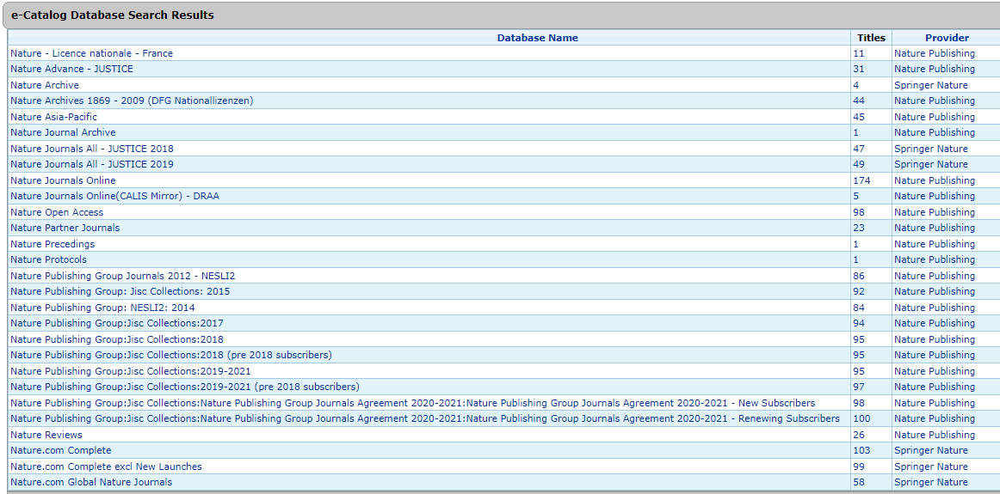 e-Catalog Database Search Results
Database Name Titles Provider
Nature - Licence nationale - France 11 Nature Publishing
Nature Advance - JUSTICE 31 Nature Publishing
Nature Archive 4 Springer Nature
Nature Archives 1869 - 2009 (DFG Nationallizenzen) 44 Nature Publishing
Nature Asia-Pacific 45 Nature Publishing
Nature Journal Archive 1 Nature Publishing
Nature Journals All - JUSTICE 2018 47 Springer Nature
Nature Journals All - JUSTICE 2019 49 Springer Nature
Nature Journals Online 174 Nature Publishing
Nature Journals Online(CALIS Mirror) - DRAA 5 Nature Publishing
Nature Open Access 98 Nature Publishing
Nature Partner Journals 23 Nature Publishing
Nature Precedings 1 Nature Publishing
Nature Protocols 1 Nature Publishing
Nature Publishing Group Journals 2012 - NESLI2 86 Nature Publishing
Nature Publishing Group: Jisc Collections: 2015 92 Nature Publishing
Nature Publishing Group: NESLI2: 2014 84 Nature Publishing
Nature Publishing Group:Jisc Collections:2017 94 Nature Publishing
Nature Publishing Group:Jisc Collections:2018 95 Nature Publishing
Nature Publishing Group:Jisc Collections:2018 (pre 2018 subscribers) 95 Nature Publishing
Nature Publishing Group:Jisc Collections:2019-2021 95 Nature Publishing
Nature Publishing Group:Jisc Collections:2019-2021 (pre 2018 subscribers) 97 Nature Publishing
Nature Publishing Group:Jisc Collections:Nature Publishing Group Journals Agreement 2020-2021:Nature Publishing Group Journals Agreement 2020-2021 - New Subscribers 98 Nature Publishing
Nature Publishing Group:Jisc Collections:Nature Publishing Group Journals Agreement 2020-2021:Nature Publishing Group Journals Agreement 2020-2021 - Renewing Subscribers 100 Nature Publishing
Nature Reviews 26 Nature Publishing
Nature.com Complete 103 Springer Nature
Nature.com Complete excl New Launches 99 Springer Nature
Nature.com Global Nature Journals 58 Springer Nature